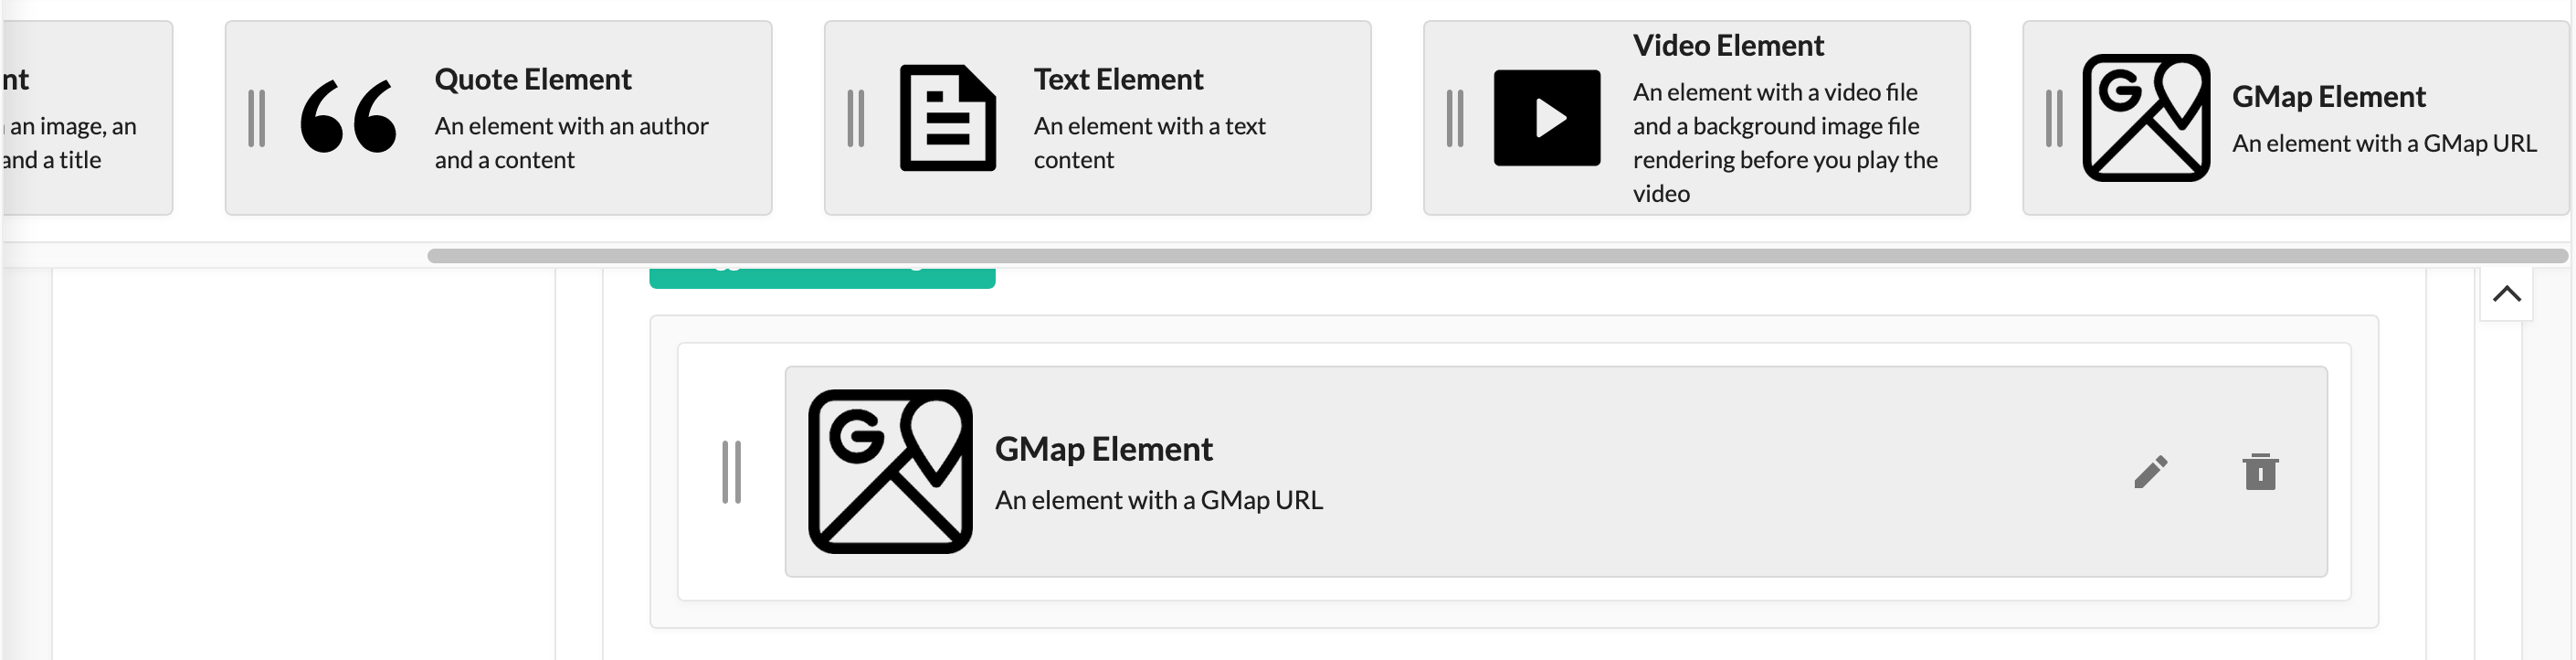 nt
an image, an
and a title
Quote Element
An element with an author
and a content
Text Element
An element with a text
content
Video Element
An element with a video file
and a background image file
rendering before you play the
video
G
GMap Element
An element with a GMap URL
G
GMap Element
An element with a GMap URL